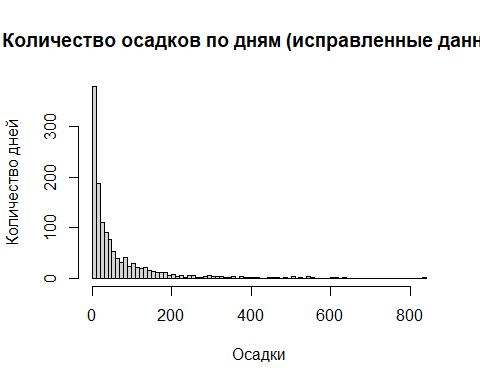 Количество осадков по дням (исправленные данн
Количество дней
300
200
100
0
0 200 400 600 800
Осадки